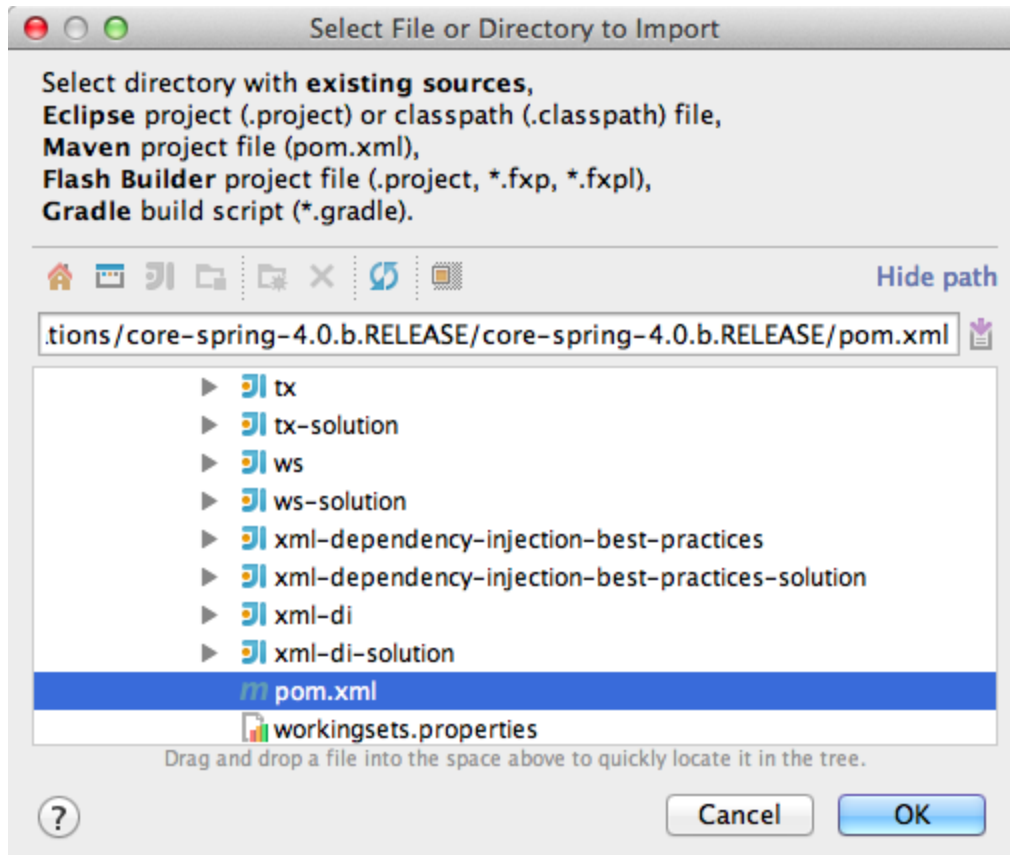 Select File or Directory to Import
Select directory with existing sources,
Eclipse project (.project) or classpath (.classpath) file,
Maven project file (pom.xml),
Flash Builder project file (.project, *.fxp, *.fxpl),
Gradle build script (*.gradle).
Hide path
.tions/core-spring-4.0.b.RELEASE/core-spring-4.0.b.RELEASE/pom.xml
tx
tx-solution
ws
ws-solution
xml-dependency-injection-best-practices
xml-dependency-injection-best-practices-solution
xml-di
xml-di-solution
m pom.xml
workingsets.properties
Drag and drop a file into the space above to quickly locate it in the tree.
? Cancel OK